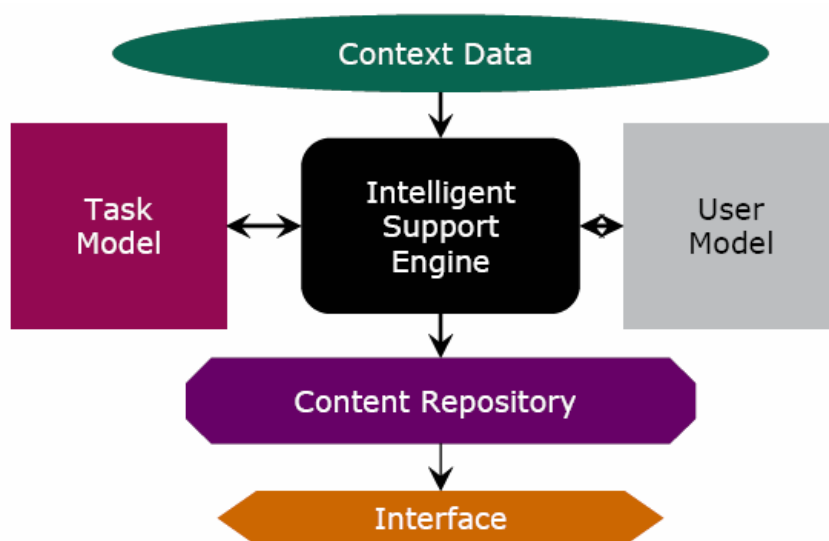 Context Data
Task
Model
Intelligent
Support
Engine
User
Model
Content Repository
Interface